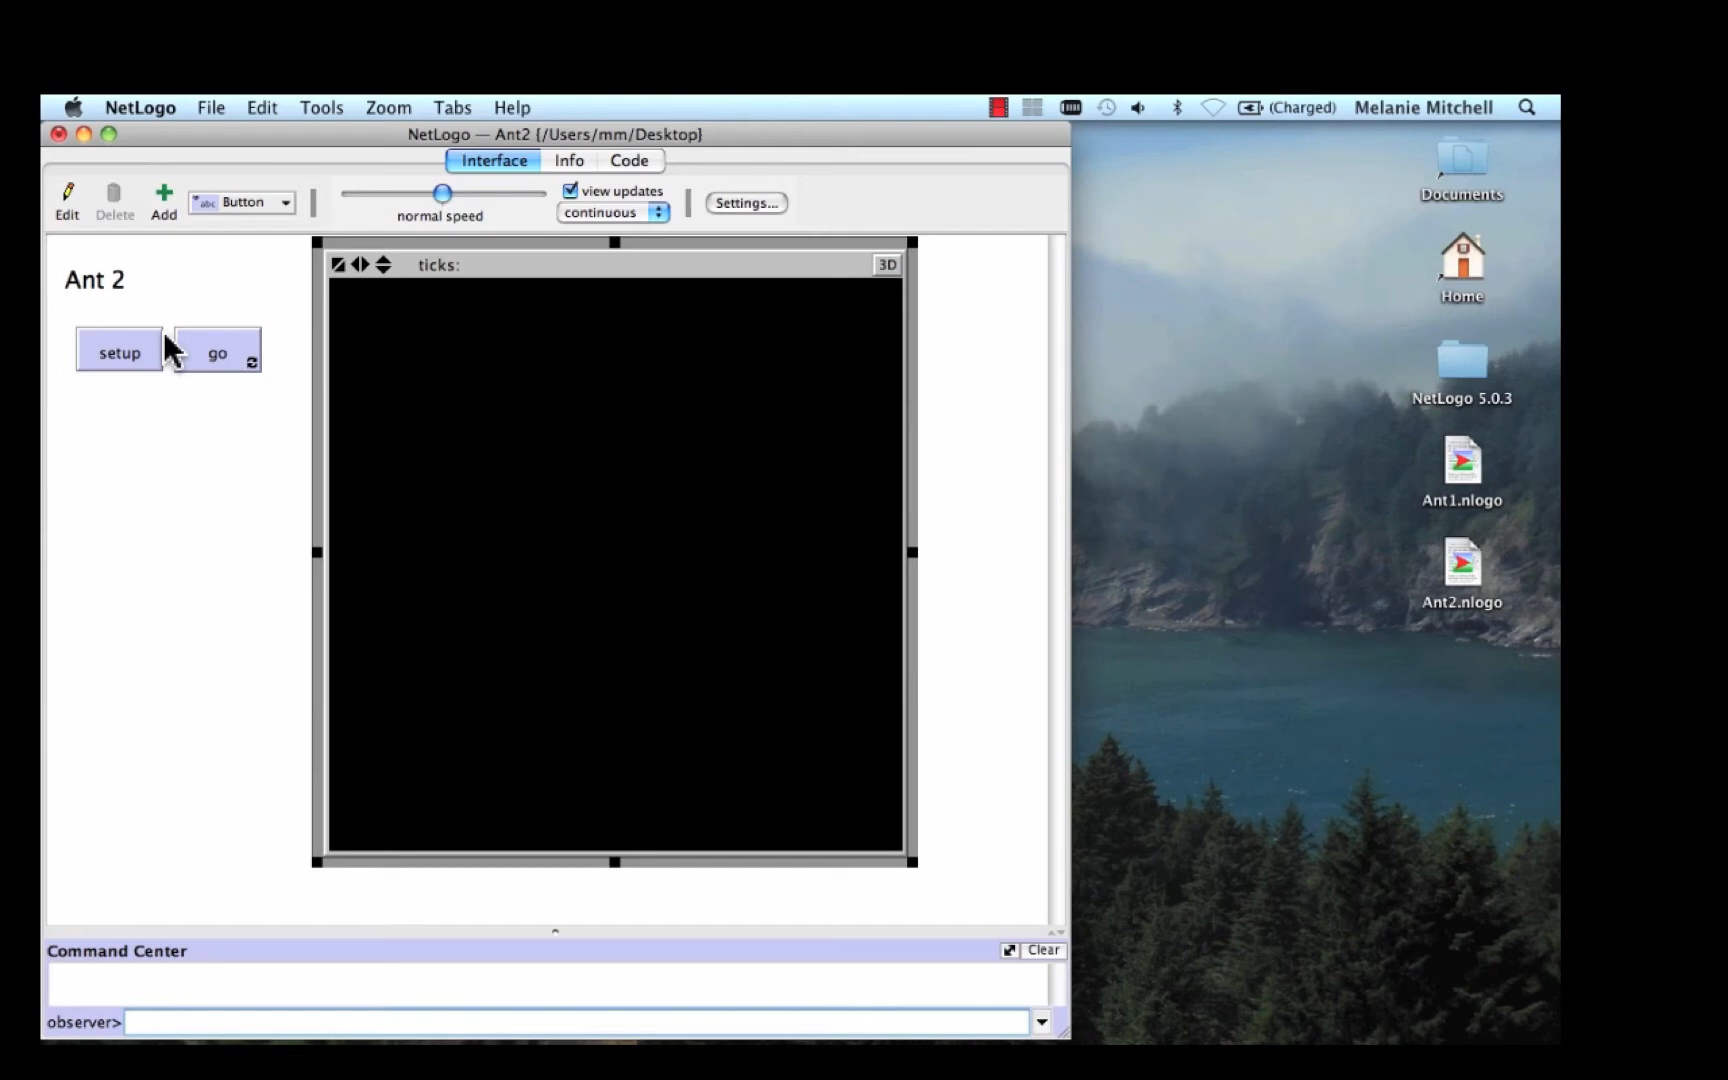 NetLogo File Edit Tools Zoom Tabs Help (Charged) Melanie Mitchell
NetLogo — Ant2 {/Users/mm/Desktop}
Interface Info Code
Edit Delete Add abc Button normal speed view updates continuous Settings...
Ant 2
ticks: 3D
setup go
Command Center Clear
observer>
Documents
Home
NetLogo 5.0.3
Ant1.nlogo
Ant2.nlogo